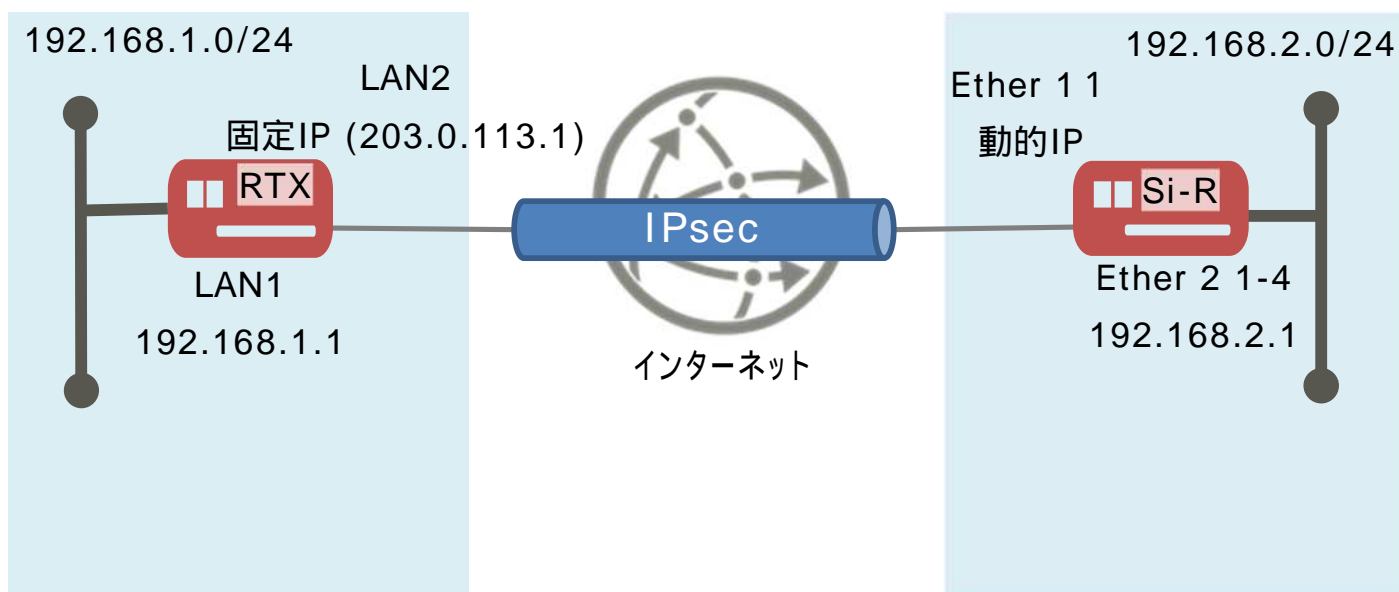 192.168.1.0/24
LAN2
固定IP (203.0.113.1)
RTX
LAN1
192.168.1.1
IPsec
インターネット
192.168.2.0/24
Ether 1 1
動的IP
Si-R
Ether 2 1-4
192.168.2.1